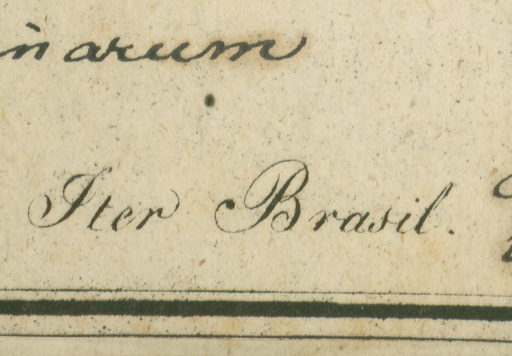 inarum
Iter Brasil.